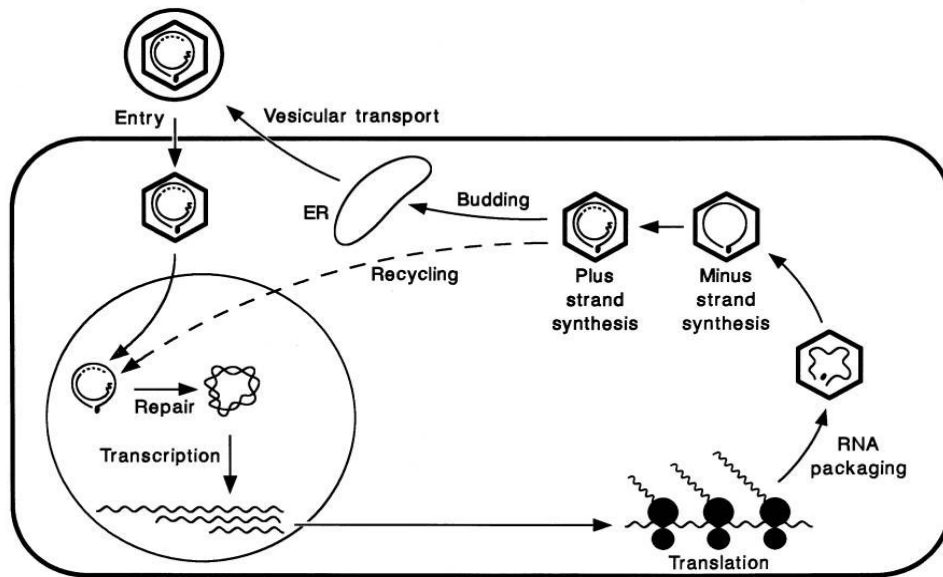 Entry
Vesicular transport
ER
Budding
Recycling
Plus
strand
synthesis
Minus
strand
synthesis
Repair
Transcription
RNA
packaging
Translation